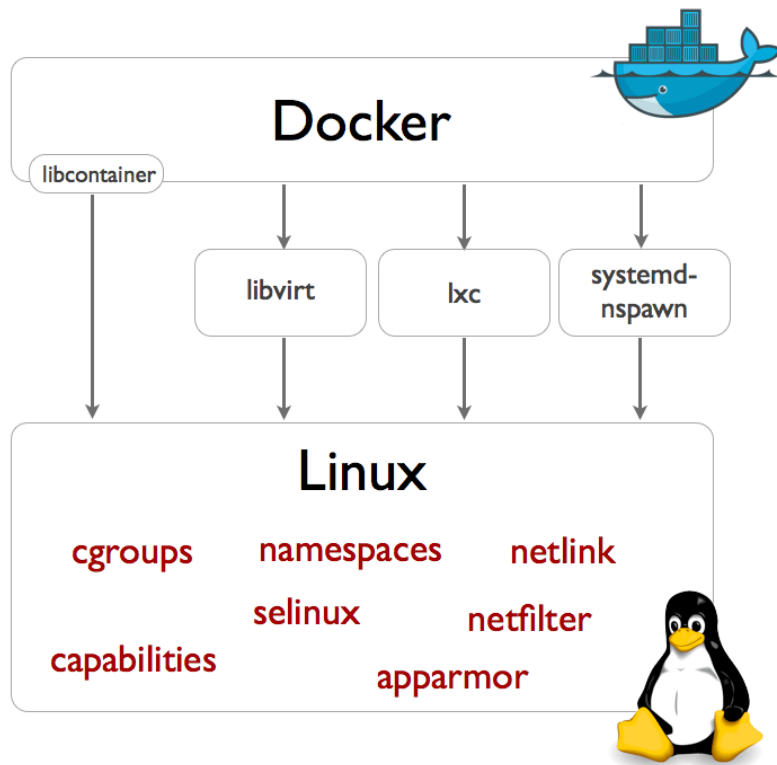 Docker
libcontainer
libvirt
lxc
systemd-
nspawn
Linux
cgroups
namespaces
netlink
selinux
netfilter
capabilities
apparmor